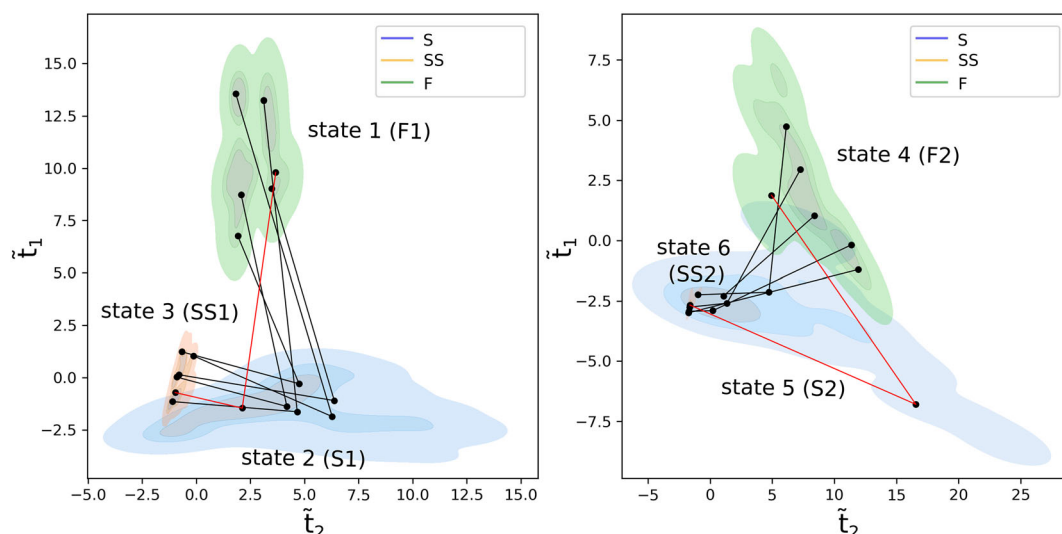 S
SS
F
state 1 (F1)
state 3 (SS1)
state 2 (S1)
15.0
12.5
10.0
7.5
5.0
2.5
0.0
−2.5
t̃₁
−5.0
−2.5
0.0
2.5
5.0
7.5
10.0
12.5
15.0
t̃₂
S
SS
F
state 4 (F2)
state 6
(SS2)
state 5 (S2)
7.5
5.0
2.5
0.0
−2.5
−5.0
−7.5
t̃₁
−5
0
5
10
15
20
25
t̃₂